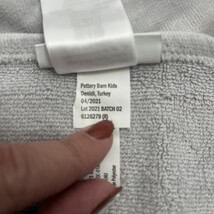 Pottery Barn Kids
Denizli, Turkey
04/2021
Lot 2021 BATCH 02
6126279 (R)